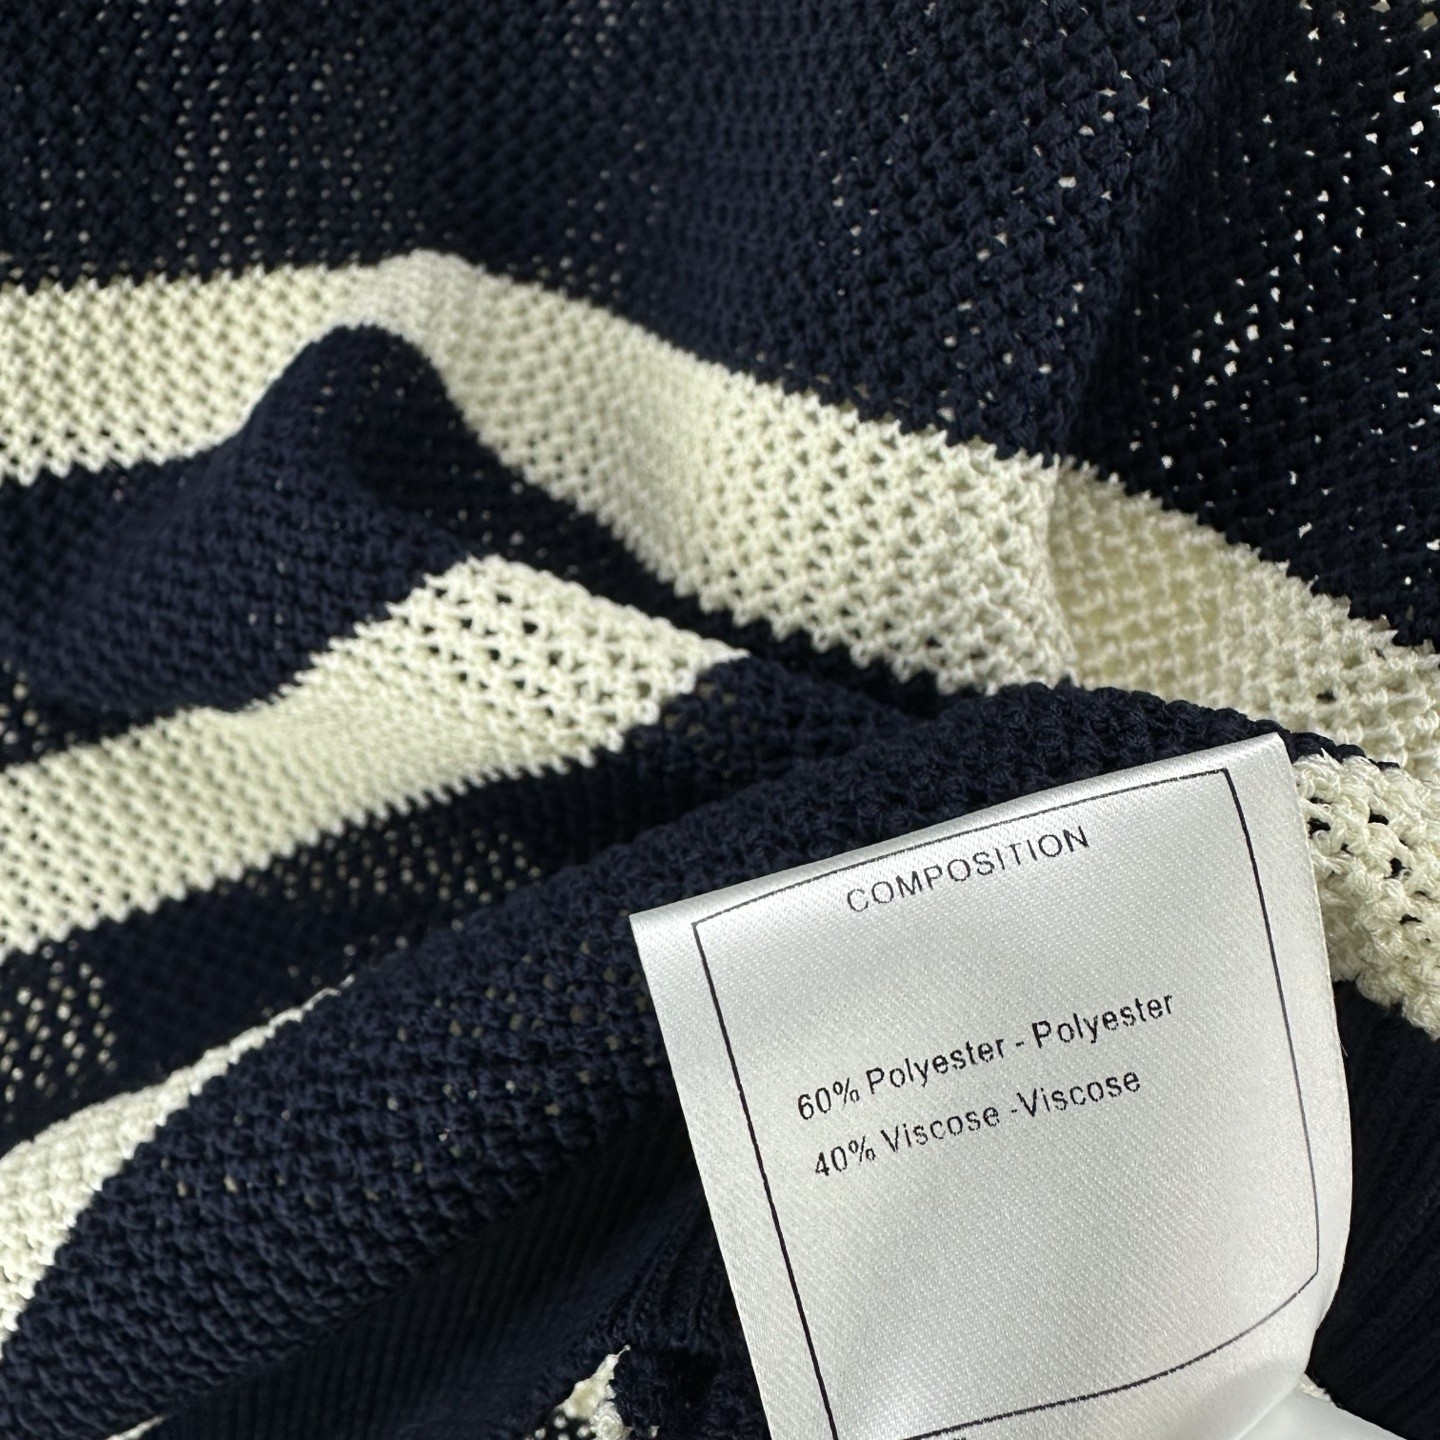 COMPOSITION
60% Polyester - Polyester
40% Viscose -Viscose